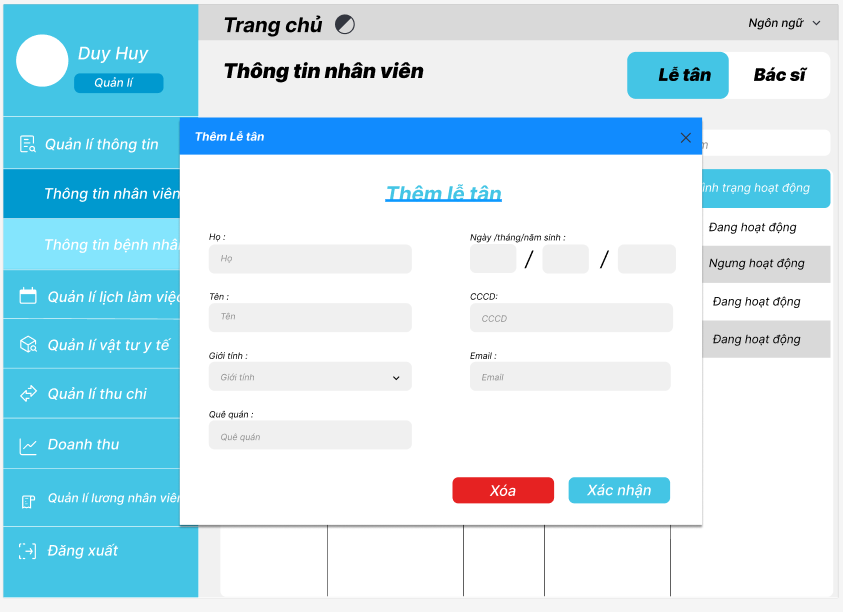 Duy Huy
Quản lí
Quản lí thông tin
Thông tin nhân viên
Thông tin bệnh
Quản lí lịch làm
Quản lí vật tư y tế
Quản lí thu chi
Doanh thu
Quản lí lương nhân
Đăng xuất
Trang chủ
Ngôn ngữ
Thông tin nhân viên
Lễ tân
Bác sĩ
trạng hoạt động
Đang hoạt động
Ngưng hoạt động
Đang hoạt động
Đang hoạt động
Thêm Lễ tân
Thêm lễ tân
Họ :
Họ
Ngày /tháng/năm sinh :
/ /
Tên :
Tên
CCCD:
CCCD
Giới tính :
Giới tính
Email :
Email
Quê quán :
Quê quán
Xóa
Xác nhận